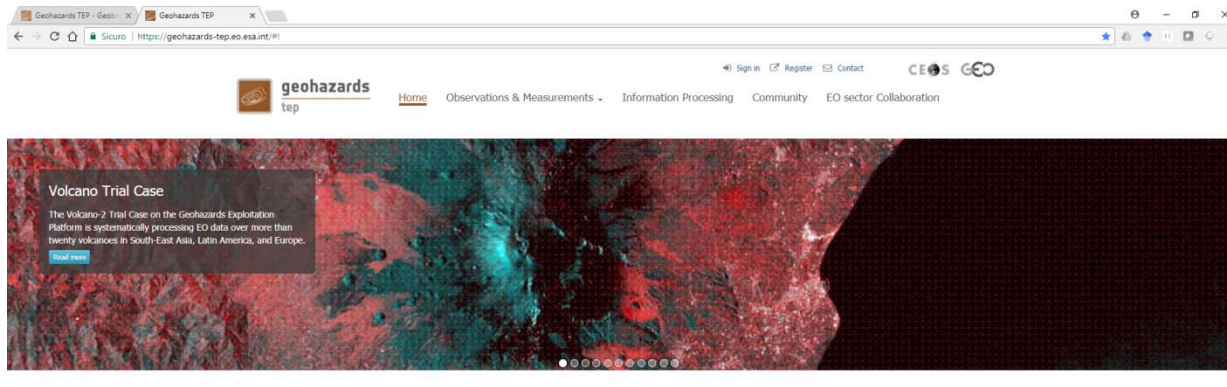 Geohazards TEP - Geobr
Geohazards TEP
Sicuro | https://geohazards-tep.eo.esa.int/#!
Sign in Register Contact
CEOS GEO
geohazards
tep
Home Observations & Measurements Information Processing Community EO sector Collaboration
Volcano Trial Case
The Volcano-2 Trial Case on the Geohazards Exploitation
Platform is systematically processing EO data over more than
twenty volcanoes in South-East Asia, Latin America, and Europe.
Read more